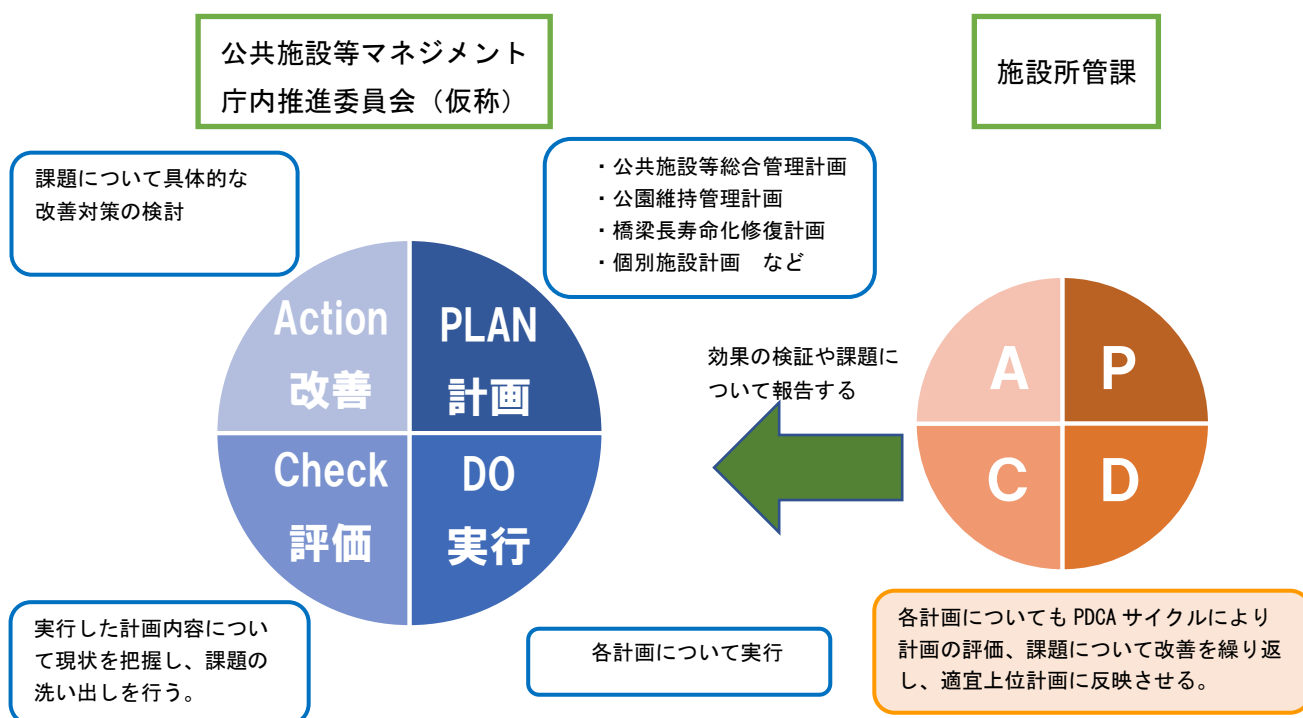 公共施設等マネジメント
庁内推進委員会（仮称）
施設所管課
課題について具体的な
改善対策の検討
・公共施設等総合管理計画
・公園維持管理計画
・橋梁長寿命化修復計画
・個別施設計画　など
Action
改善
PLAN
計画
Check
評価
DO
実行
効果の検証や課題に
ついて報告する
A
P
C
D
実行した計画内容につい
て現状を把握し、課題の
洗い出しを行う。
各計画について実行
各計画についても PDCA サイクルにより
計画の評価、課題について改善を繰り返
し、適宜上位計画に反映させる。